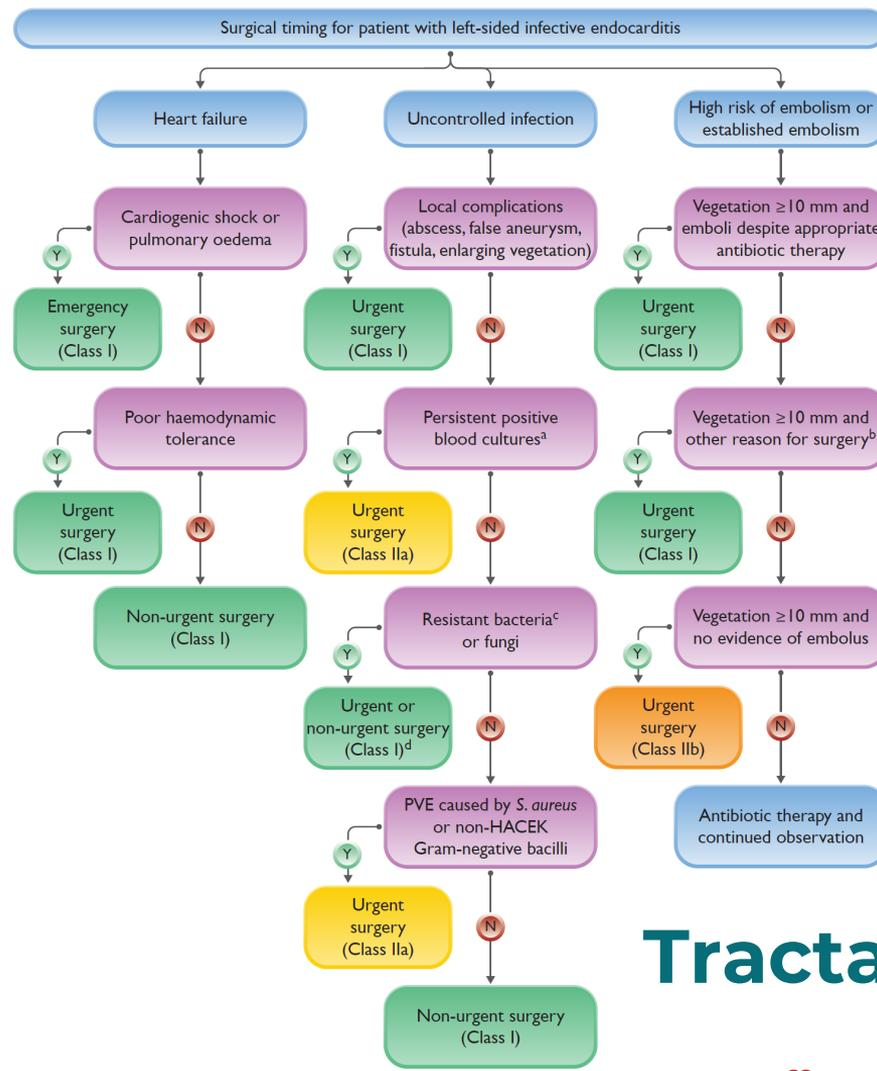 Surgical timing for patient with left-sided infective endocarditis
Heart failure
Cardiogenic shock or
pulmonary oedema
Y
Emergency
surgery
(Class I)
N
Poor haemodynamic
tolerance
Y
Urgent
surgery
(Class I)
N
Non-urgent surgery
(Class I)
Uncontrolled infection
Local complications
(abscess, false aneurysm,
fistula, enlarging vegetation)
Y
Urgent
surgery
(Class I)
N
Persistent positive
blood culturesᵃ
Y
Urgent
surgery
(Class IIa)
N
Resistant bacteriaᶜ
or fungi
Y
Urgent or
non-urgent surgery
(Class I)ᵈ
N
PVE caused by S. aureus
or non-HACEK
Gram-negative bacilli
Y
Urgent
surgery
(Class IIa)
N
Non-urgent surgery
(Class I)
High risk of embolism or
established embolism
Vegetation ≥10 mm and
emboli despite appropriate
antibiotic therapy
Y
Urgent
surgery
(Class I)
N
Vegetation ≥10 mm and
other reason for surgeryᵇ
Y
Urgent
surgery
(Class I)
N
Vegetation ≥10 mm and
no evidence of embolus
Y
Urgent
surgery
(Class IIb)
N
Antibiotic therapy and
continued observation
Tracta